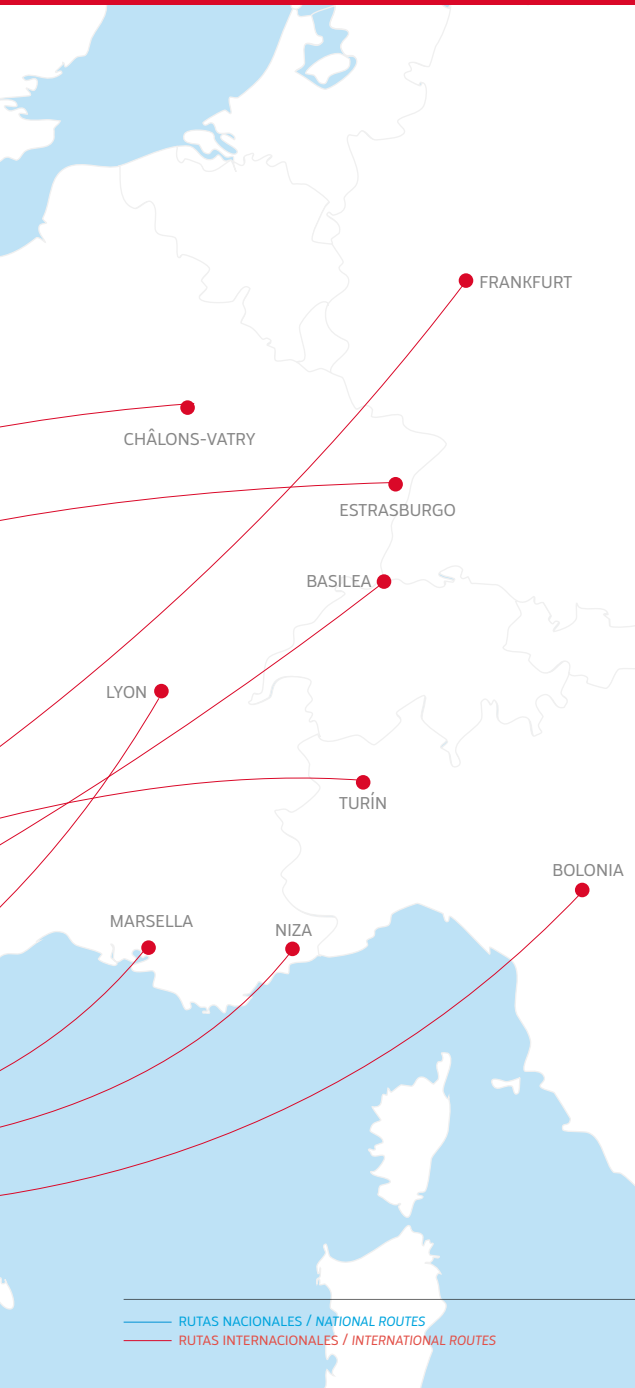 FRANKFURT
CHÂLONS-VATRY
ESTRASBURGO
BASILEA
LYON
TURÍN
BOLONIA
MARSELLA
NIZA
RUTAS NACIONALES / NATIONAL ROUTES
RUTAS INTERNACIONALES / INTERNATIONAL ROUTES